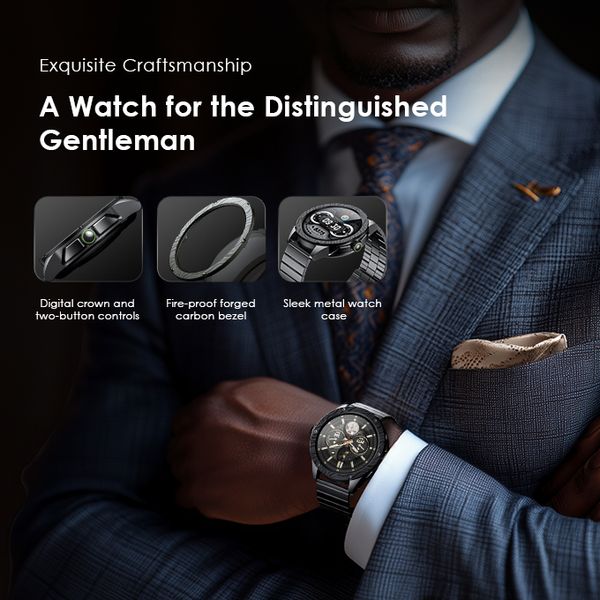 Exquisite Craftsmanship
A Watch for the Distinguished
Gentleman
Digital crown and
two-button controls
Fire-proof forged
carbon bezel
Sleek metal watch
case